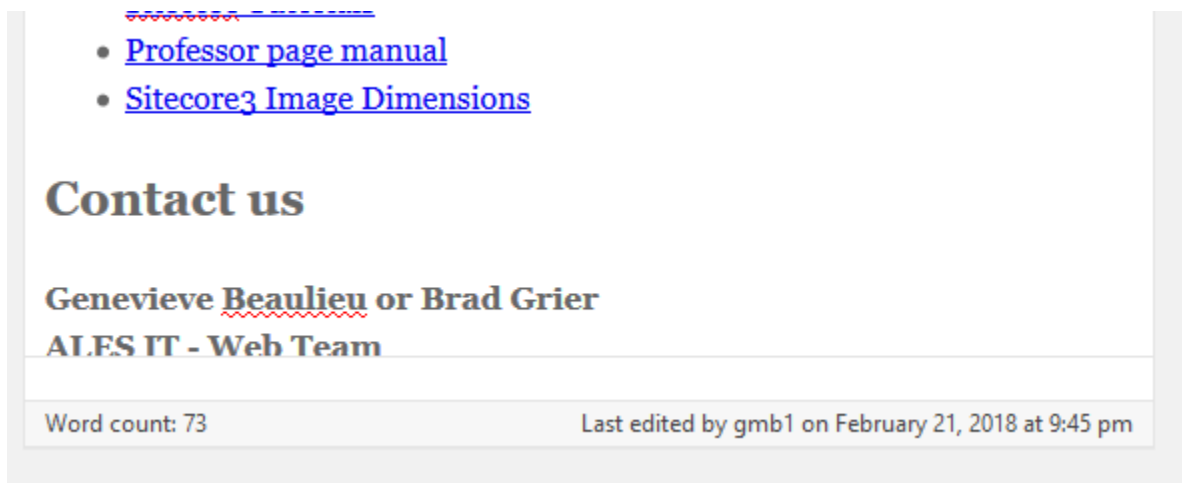 Professor page manual
Sitecore3 Image Dimensions
Contact us
Genevieve Beaulieu or Brad Grier
ALES IT - Web Team
Word count: 73
Last edited by gmb1 on February 21, 2018 at 9:45 pm